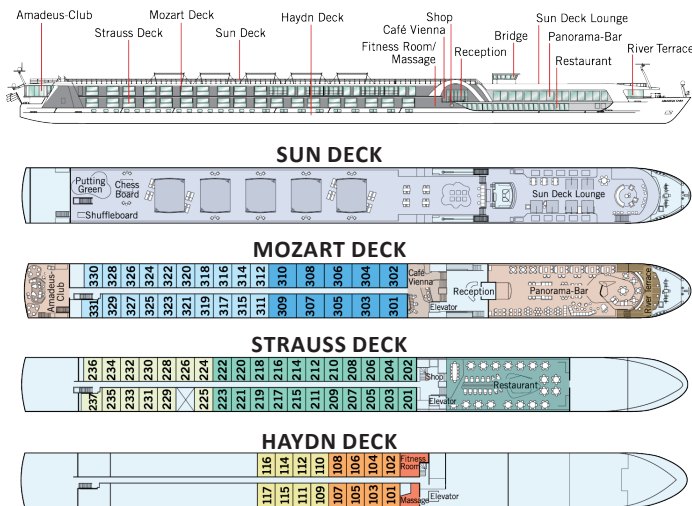 Amadeus-Club
Mozart Deck
Haydn Deck
Shop
Sun Deck Lounge
Strauss Deck
Sun Deck
Café Vienna
Bridge
Panorama-Bar
Fitness Room/
Massage
Reception
Restaurant
River Terrace
SUN DECK
Putting
Green
Chess
Board
Shuffleboard
Sun Deck Lounge
MOZART DECK
Amadeus-
Club
330 328 326 324 322 320 318 316 314 312 310 308 306 304 302
331 329 327 325 323 321 319 317 315 311 309 307 305 303 301
Café
Vienna
Elevator
Reception
Panorama-Bar
River Terrace
STRAUSS DECK
236 234 232 230 228 226 224 222 220 218 216 214 212 210 208 206 204 202
237 235 233 231 229 225 223 221 219 217 215 211 209 207 205 203 201
Shop
Elevator
Restaurant
HAYDN DECK
116 114 112 110 108 106 104 102
117 115 111 109 107 105 103 101
Fitness
Room
Massage
Elevator